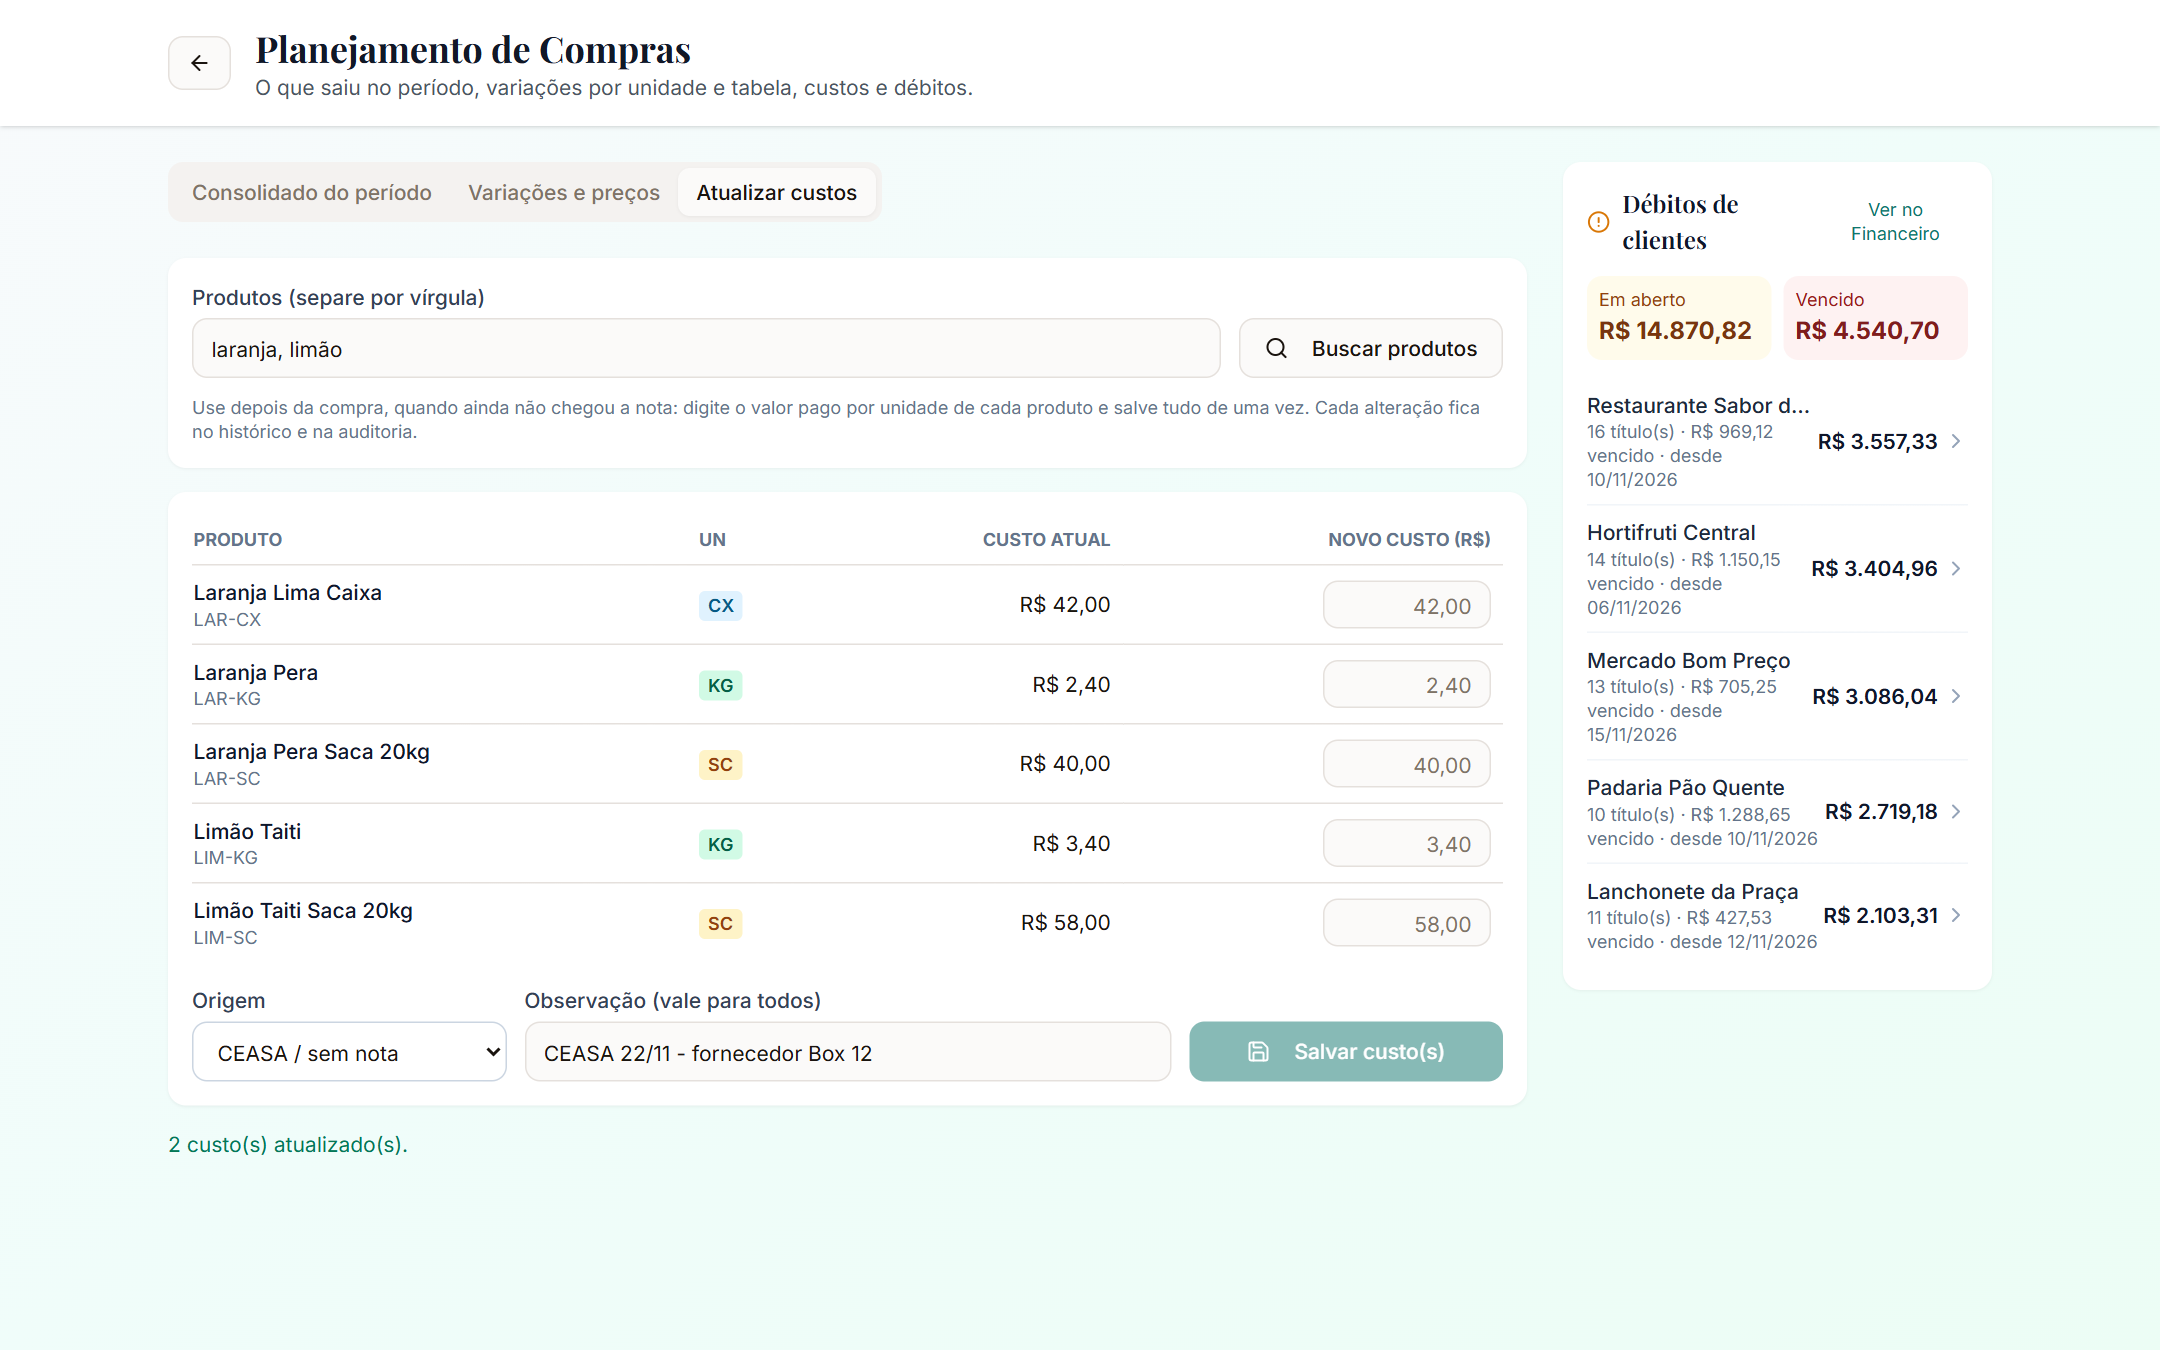 Planejamento de Compras
O que saiu no período, variações por unidade e tabela, custos e débitos.
Consolidado do período
Variações e preços
Atualizar custos
Produtos (separe por vírgula)
laranja, limão
Buscar produtos
Use depois da compra, quando ainda não chegou a nota: digite o valor pago por unidade de cada produto e salve tudo de uma vez. Cada alteração fica
no histórico e na auditoria.
PRODUTO UN CUSTO ATUAL NOVO CUSTO (R$)
Laranja Lima Caixa
LAR-CX
CX R$ 42,00 42,00
Laranja Pera
LAR-KG
KG R$ 2,40 2,40
Laranja Pera Saca 20kg
LAR-SC
SC R$ 40,00 40,00
Limão Taiti
LIM-KG
KG R$ 3,40 3,40
Limão Taiti Saca 20kg
LIM-SC
SC R$ 58,00 58,00
Origem
CEASA / sem nota
Observação (vale para todos)
CEASA 22/11 - fornecedor Box 12
Salvar custo(s)
2 custo(s) atualizado(s).
Débitos de
clientes
Ver no
Financeiro
Em aberto
R$ 14.870,82
Vencido
R$ 4.540,70
Restaurante Sabor d...
16 título(s) · R$ 969,12
vencido · desde
10/11/2026
R$ 3.557,33
Hortifruti Central
14 título(s) · R$ 1.150,15
vencido · desde
06/11/2026
R$ 3.404,96
Mercado Bom Preço
13 título(s) · R$ 705,25
vencido · desde
15/11/2026
R$ 3.086,04
Padaria Pão Quente
10 título(s) · R$ 1.288,65
vencido · desde 10/11/2026
R$ 2.719,18
Lanchonete da Praça
11 título(s) · R$ 427,53
vencido · desde 12/11/2026
R$ 2.103,31